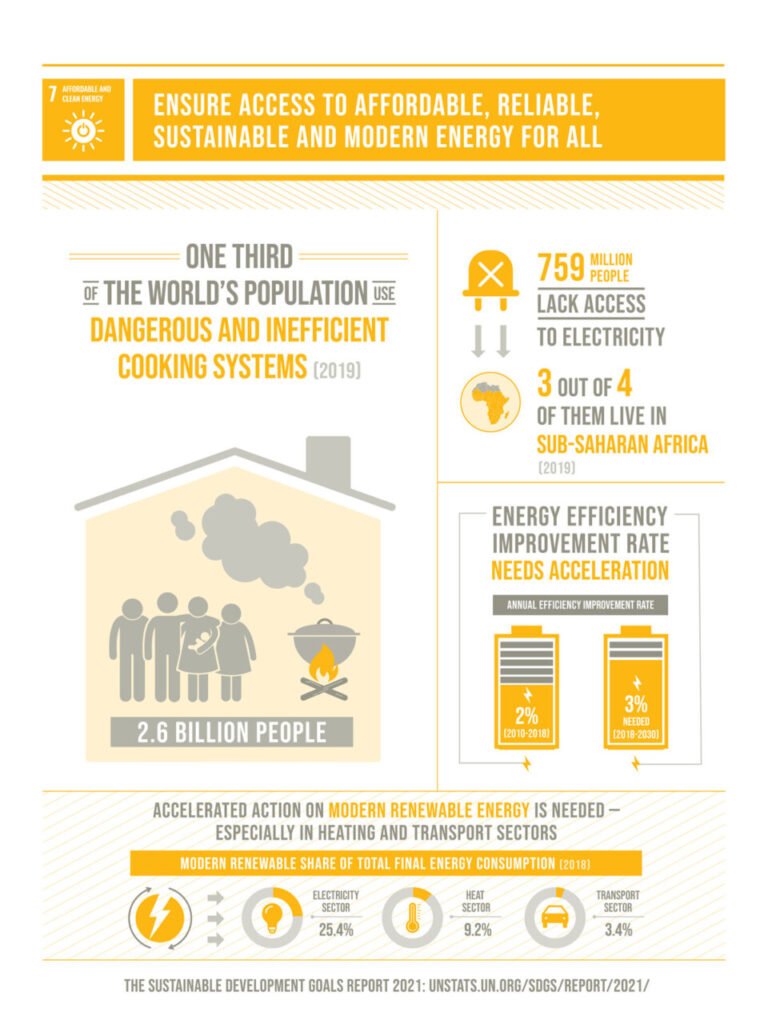 7 AFFORDABLE AND
CLEAN ENERGY
ENSURE ACCESS TO AFFORDABLE, RELIABLE,
SUSTAINABLE AND MODERN ENERGY FOR ALL
ONE THIRD
OF THE WORLD'S POPULATION USE
DANGEROUS AND INEFFICIENT
COOKING SYSTEMS (2019)
2.6 BILLION PEOPLE
759 MILLION
PEOPLE
LACK ACCESS
TO ELECTRICITY
3 OUT OF 4
OF THEM LIVE IN
SUB-SAHARAN AFRICA
(2019)
ENERGY EFFICIENCY
IMPROVEMENT RATE
NEEDS ACCELERATION
ANNUAL EFFICIENCY IMPROVEMENT RATE
2%
(2010-2018)
3%
NEEDED
(2018-2030)
ACCELERATED ACTION ON MODERN RENEWABLE ENERGY IS NEEDED –
ESPECIALLY IN HEATING AND TRANSPORT SECTORS
MODERN RENEWABLE SHARE OF TOTAL FINAL ENERGY CONSUMPTION (2018)
ELECTRICITY
SECTOR
25.4%
HEAT
SECTOR
9.2%
TRANSPORT
SECTOR
3.4%
THE SUSTAINABLE DEVELOPMENT GOALS REPORT 2021: UNSTATS.UN.ORG/SDGS/REPORT/2021/